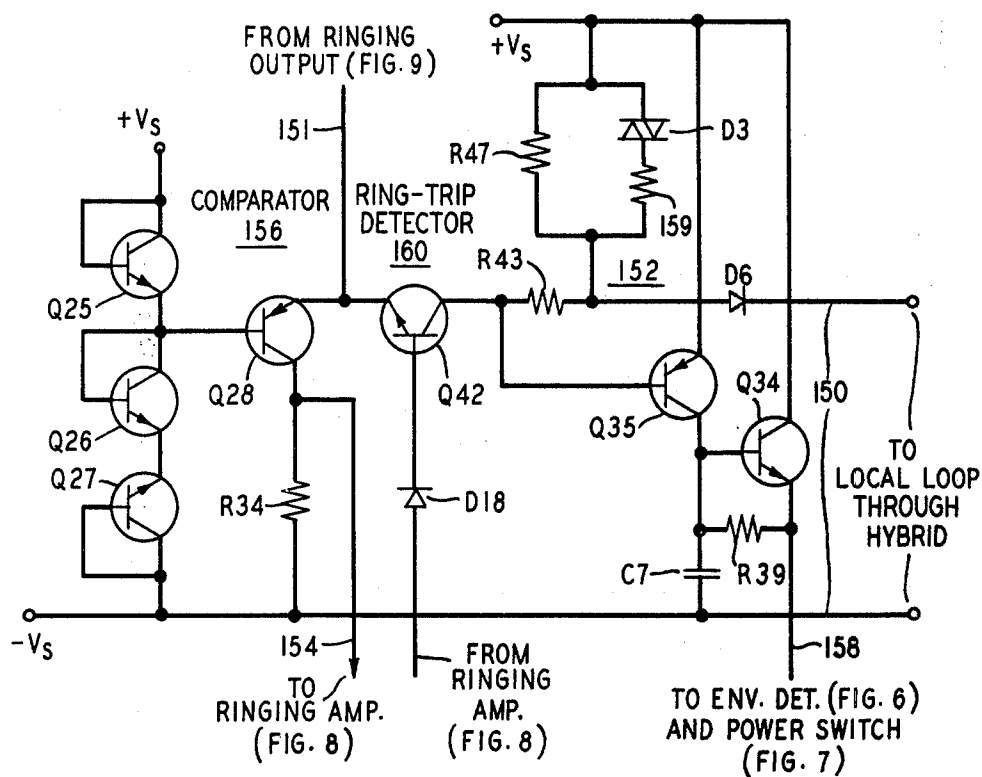 FROM RINGING
OUTPUT (FIG. 9)
+VS
+VS
151
D3
R47
159
COMPARATOR
156
RING-TRIP
DETECTOR
160
R43
152
D6
Q25
Q28
Q42
Q35
Q34
150
Q26
Q27
R34
D18
C7
R39
TO
LOCAL LOOP
THROUGH
HYBRID
-VS
154
TO
RINGING AMP.
(FIG. 8)
FROM
RINGING
AMP.
(FIG. 8)
158
TO ENV. DET. (FIG. 6)
AND POWER SWITCH
(FIG. 7)